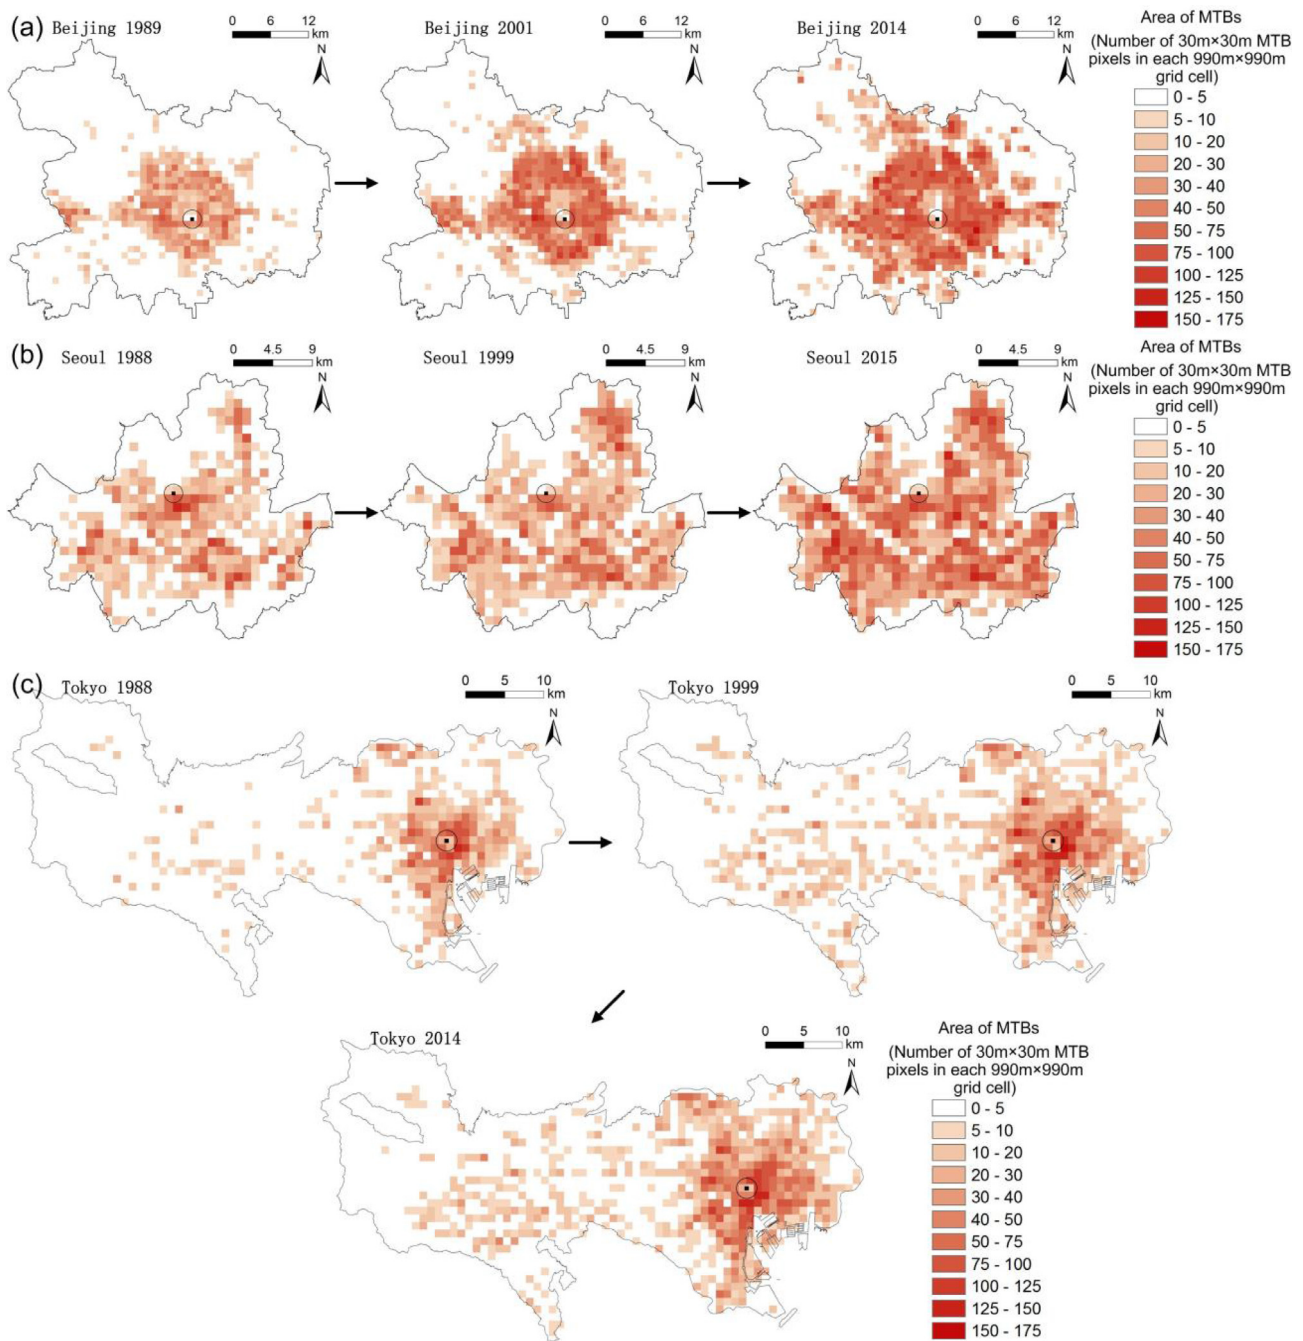 (a) Beijing 1989
0 6 12
km
N
Beijing 2001
0 6 12
km
N
Beijing 2014
0 6 12
km
N
Area of MTBs
(Number of 30m×30m MTB
pixels in each 990m×990m
grid cell)
0 - 5
5 - 10
10 - 20
20 - 30
30 - 40
40 - 50
50 - 75
75 - 100
100 - 125
125 - 150
150 - 175
(b) Seoul 1988
0 4.5 9
km
N
Seoul 1999
0 4.5 9
km
N
Seoul 2015
0 4.5 9
km
N
Area of MTBs
(Number of 30m×30m MTB
pixels in each 990m×990m
grid cell)
0 - 5
5 - 10
10 - 20
20 - 30
30 - 40
40 - 50
50 - 75
75 - 100
100 - 125
125 - 150
150 - 175
(c) Tokyo 1988
0 5 10
km
N
Tokyo 1999
0 5 10
km
N
Tokyo 2014
0 5 10
km
N
Area of MTBs
(Number of 30m×30m MTB
pixels in each 990m×990m
grid cell)
0 - 5
5 - 10
10 - 20
20 - 30
30 - 40
40 - 50
50 - 75
75 - 100
100 - 125
125 - 150
150 - 175